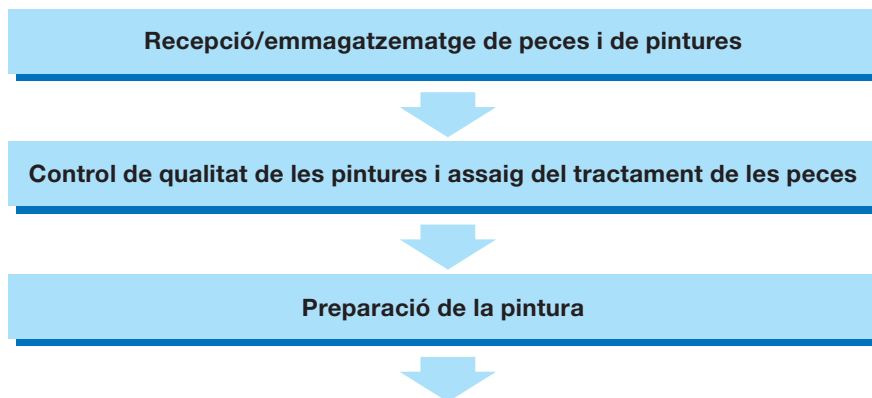 Recepció/emmagatzematge de peces i de pintures
Control de qualitat de les pintures i assaig del tractament de les peces
Preparació de la pintura